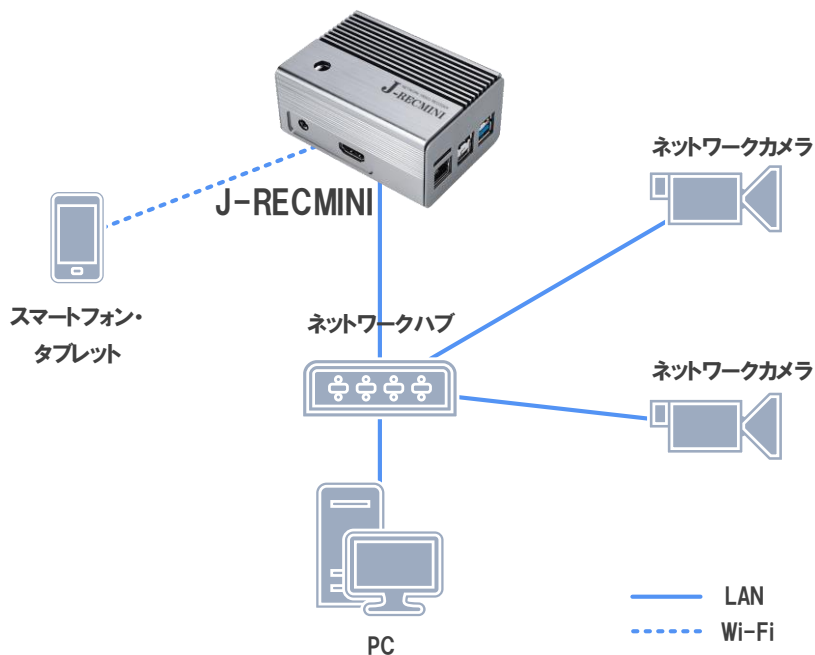 J-RECMINI
J-RECMINI
ネットワークカメラ
スマートフォン・
タブレット
ネットワークハブ
ネットワークカメラ
PC
LAN
Wi-Fi